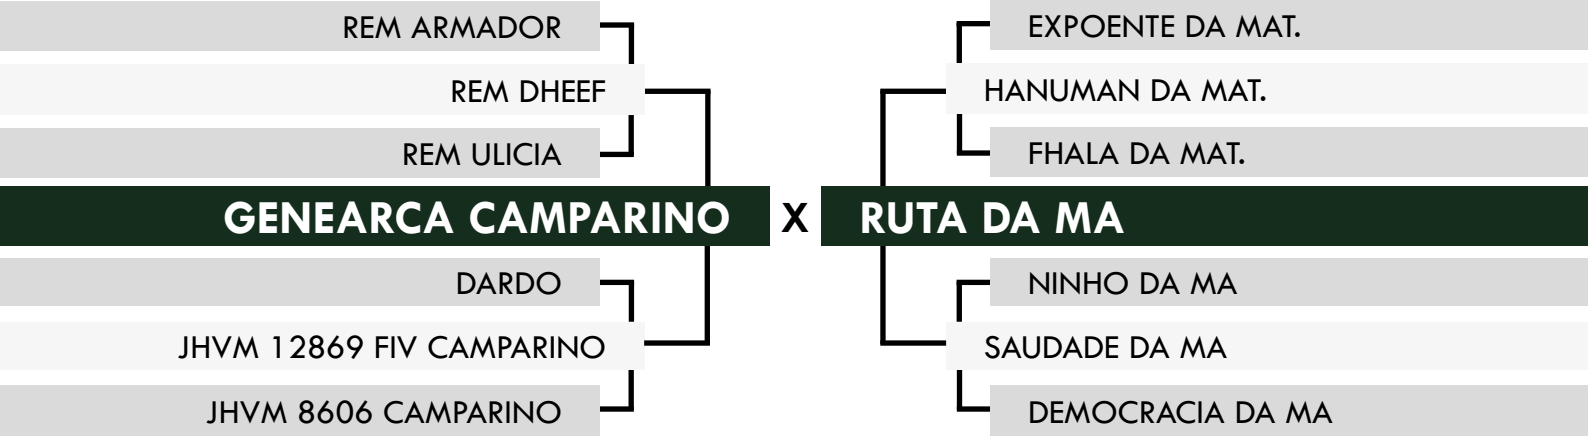 REM ARMADOR
REM DHEEF
REM ULICIA
GENEARCA CAMPARINO
DARDO
JHVM 12869 FIV CAMPARINO
JHVM 8606 CAMPARINO
X
EXPOENTE DA MAT.
HANUMAN DA MAT.
FHALA DA MAT.
RUTA DA MA
NINHO DA MA
SAUDADE DA MA
DEMOCRACIA DA MA